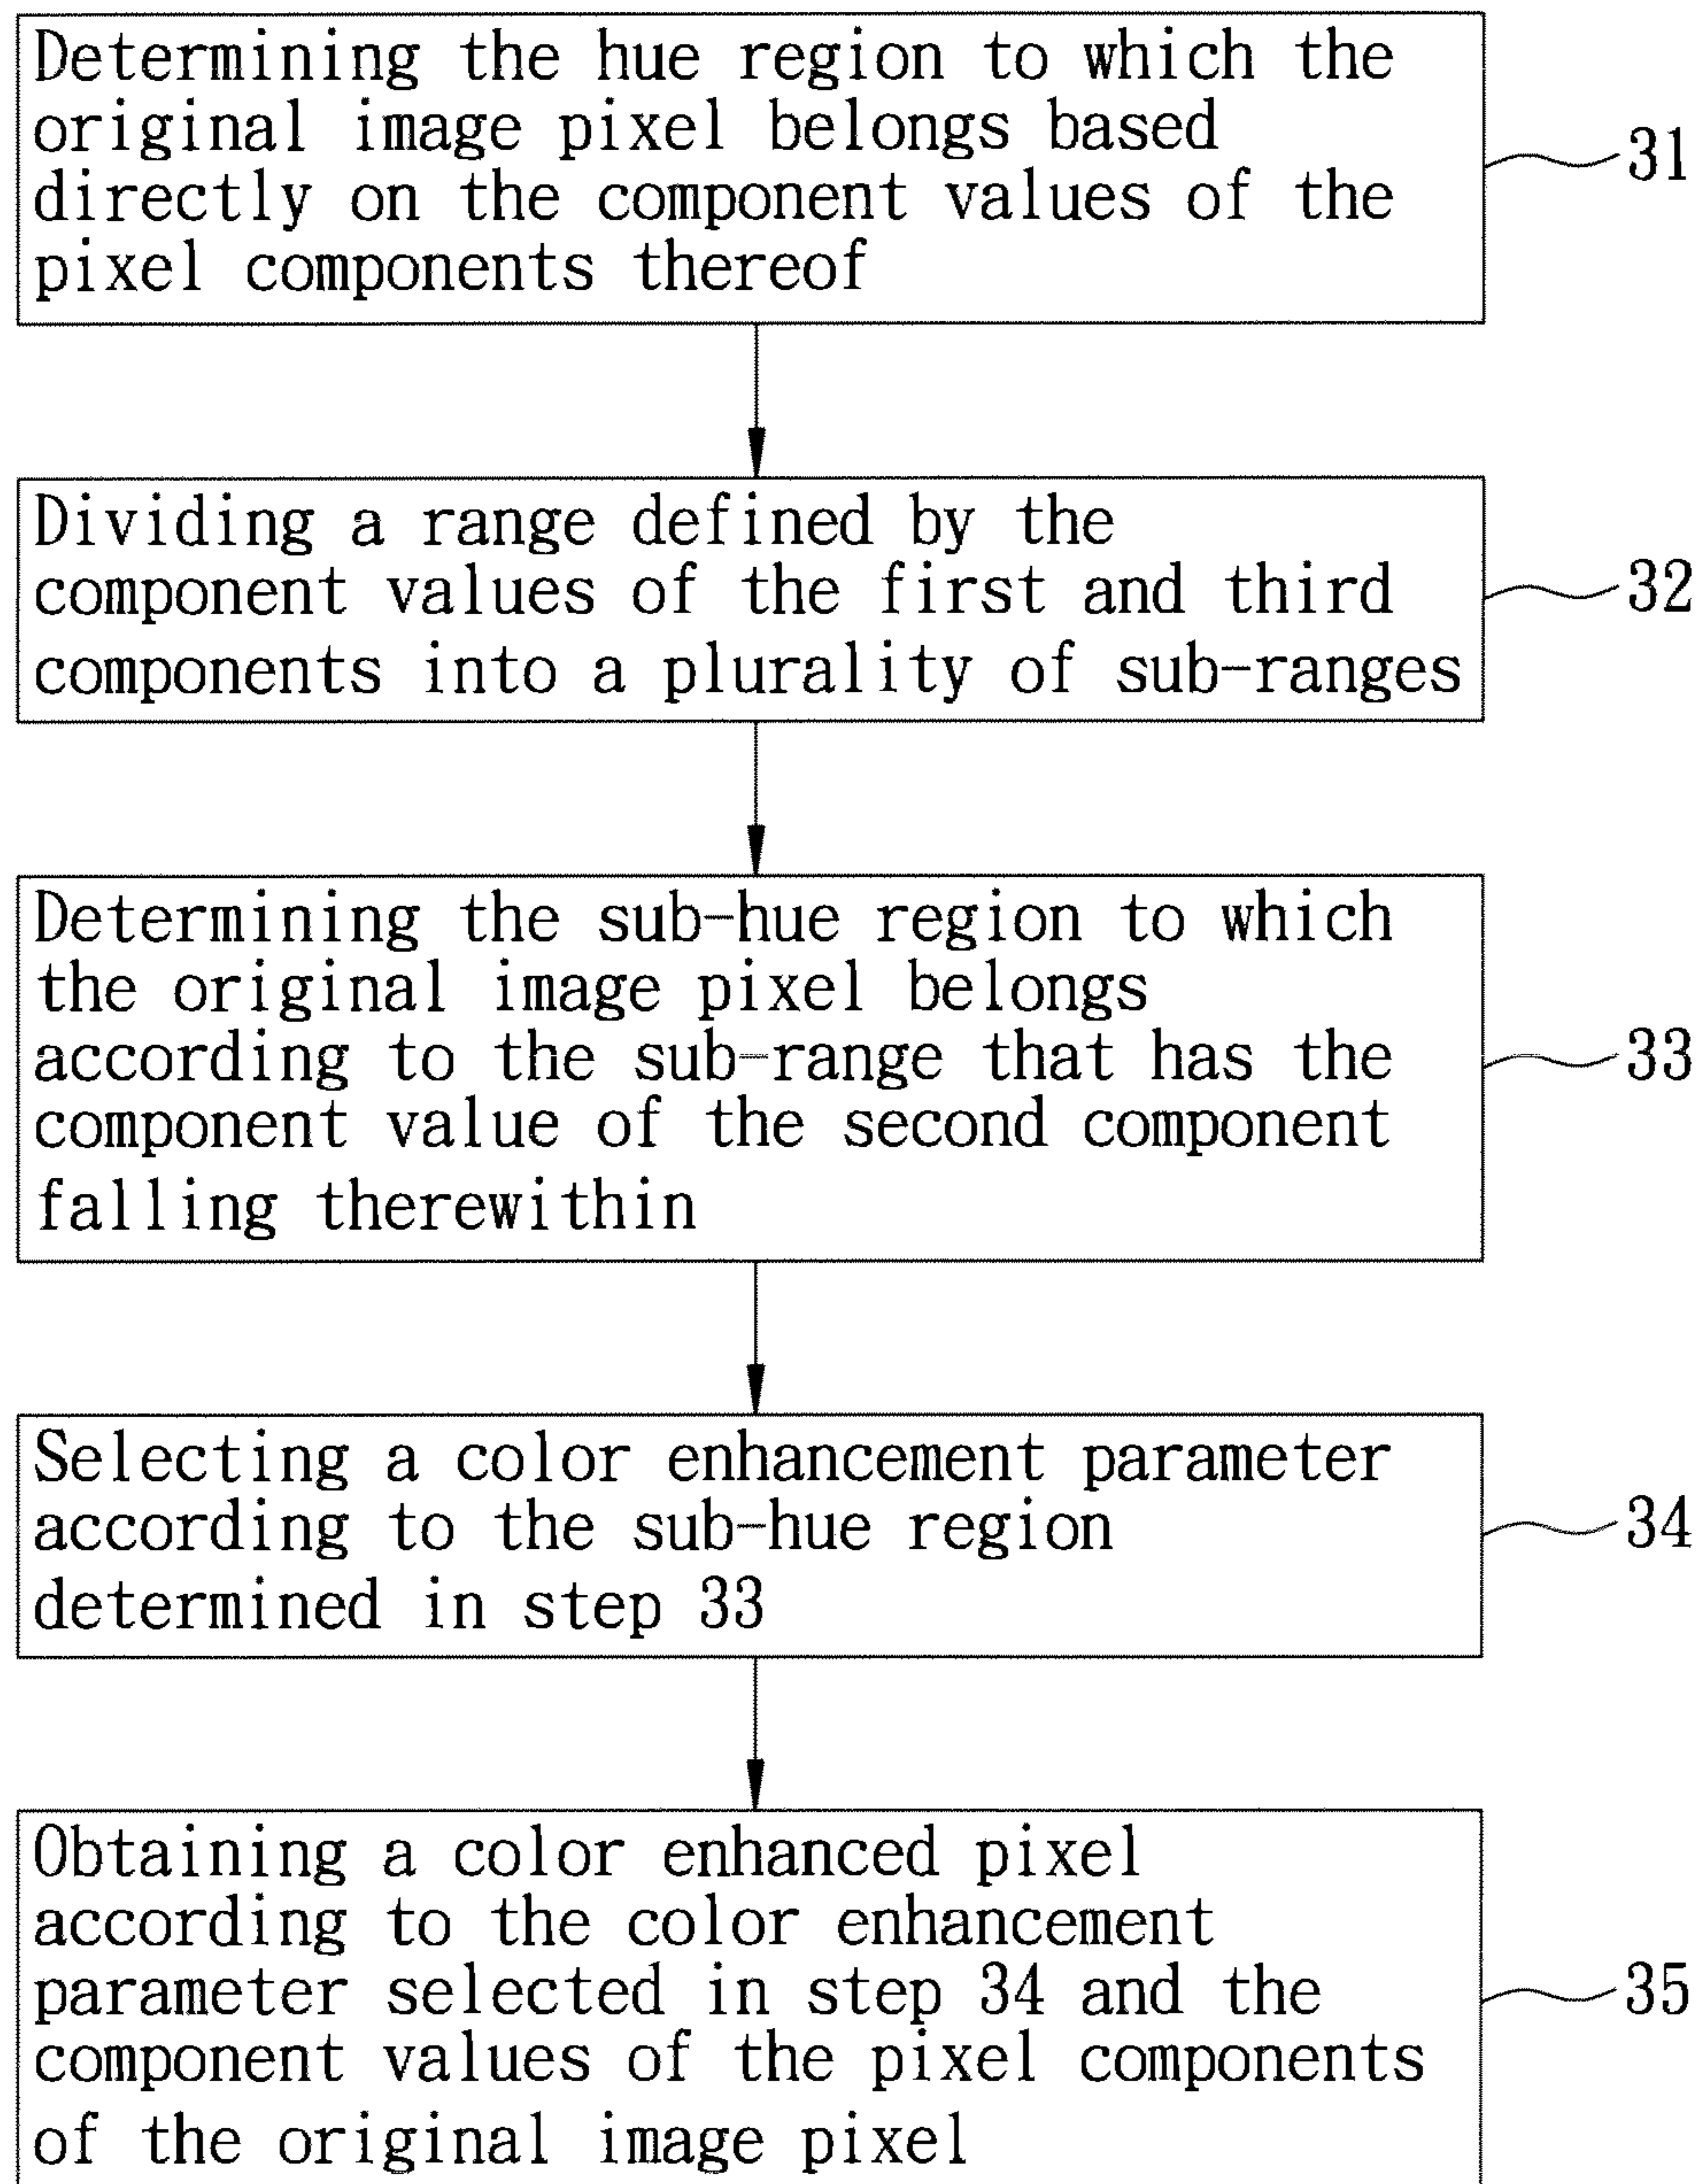 Determining the hue region to which the
original image pixel belongs based
directly on the component values of the
pixel components thereof
31
Dividing a range defined by the
component values of the first and third
components into a plurality of sub-ranges
32
Determining the sub-hue region to which
the original image pixel belongs
according to the sub-range that has the
component value of the second component
falling therewithin
33
Selecting a color enhancement parameter
according to the sub-hue region
determined in step 33
34
Obtaining a color enhanced pixel
according to the color enhancement
parameter selected in step 34 and the
component values of the pixel components
of the original image pixel
35